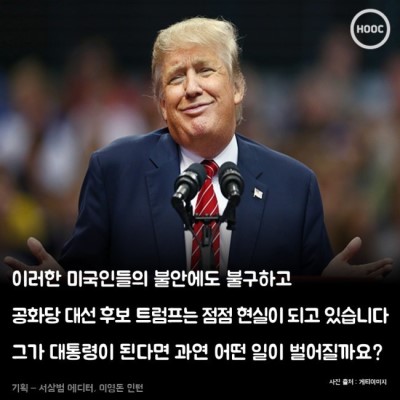 HOOC
이러한 미국인들의 불안에도 불구하고
공화당 대선 후보 트럼프는 점점 현실이 되고 있습니다
그가 대통령이 된다면 과연 어떤 일이 벌어질까요?
사진 출처 : 게티이미지
기획 – 서상범 에디터, 이영돈 인턴